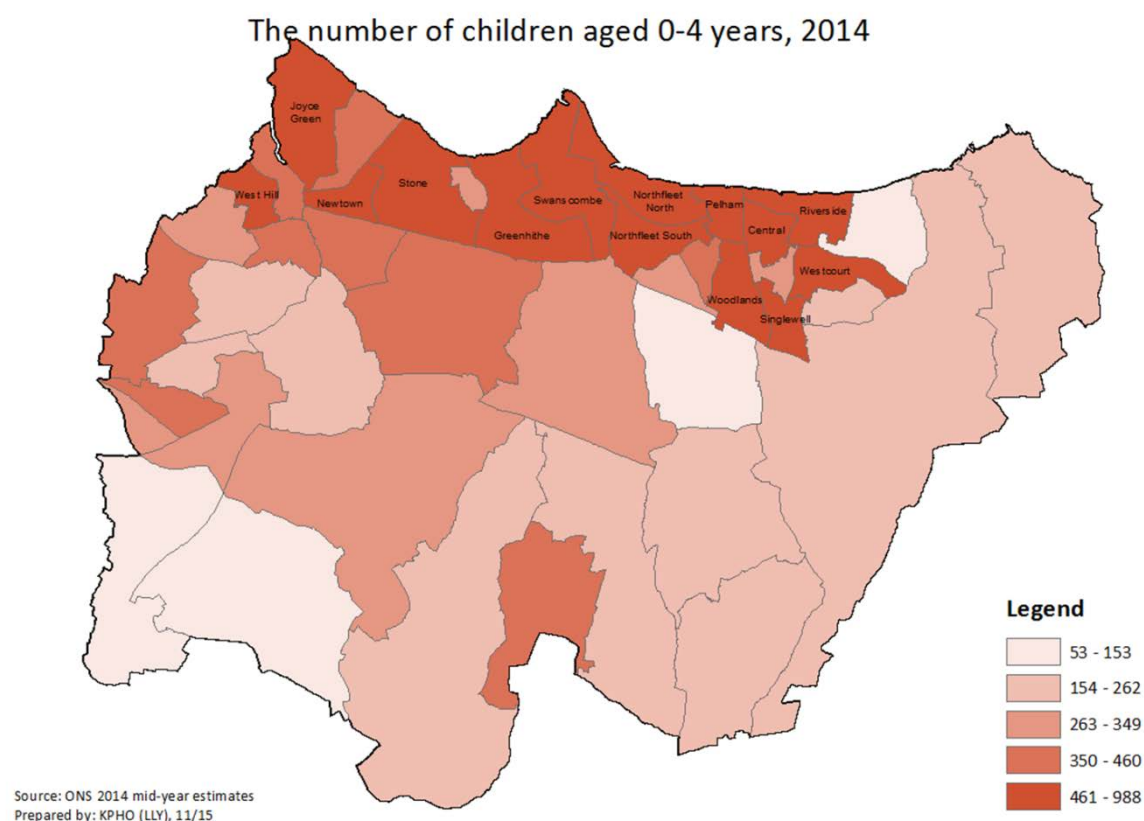 The number of children aged 0-4 years, 2014
Joyce
Green
West Hill
Newtown
Stone
Swanscombe
Greenhithe
Northfleet
North
Northfleet South
Pelham
Central
Riverside
Westcourt
Woodlands
Singlewell
Legend
53 - 153
154 - 262
263 - 349
350 - 460
461 - 988
Source: ONS 2014 mid-year estimates
Prepared by: KPHO (LLY), 11/15